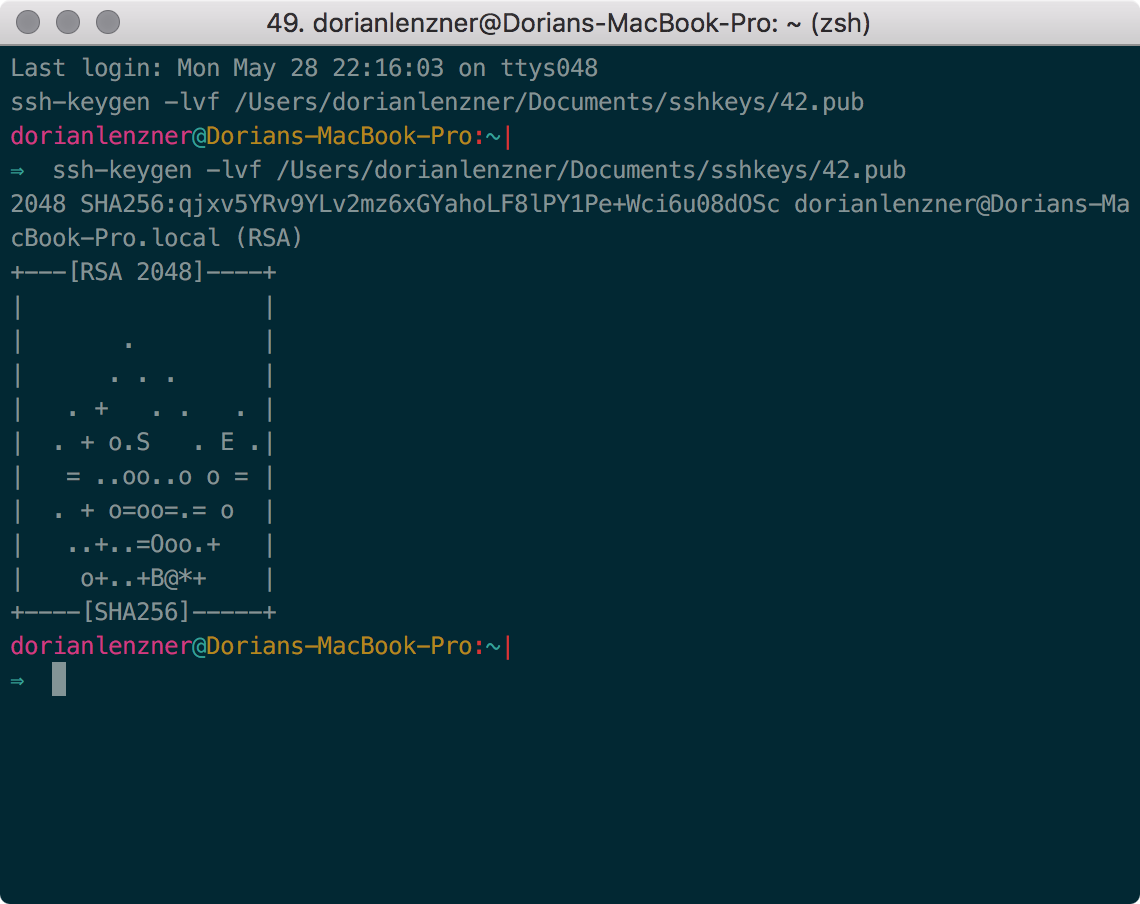 49. dorianlenzner@Dorians-MacBook-Pro: ~ (zsh)
Last login: Mon May 28 22:16:03 on ttys048
ssh-keygen -lvf /Users/dorianlenzner/Documents/sshkeys/42.pub
dorianlenzner@Dorians-MacBook-Pro:~|
⇒  ssh-keygen -lvf /Users/dorianlenzner/Documents/sshkeys/42.pub
2048 SHA256:qjxv5YRv9YLv2mz6xGYahoLF8lPY1Pe+Wci6u08dOSc dorianlenzner@Dorians-Ma
cBook-Pro.local (RSA)
+---[RSA 2048]----+
|                 |
|       .         |
|      . . .      |
|   . +   . .   . |
|  . + o.S   . E .|
|   = ..oo..o o = |
|  . + o=oo=.= o  |
|   ..+..=Ooo.+   |
|    o+..+B@*+    |
+----[SHA256]-----+
dorianlenzner@Dorians-MacBook-Pro:~|
⇒